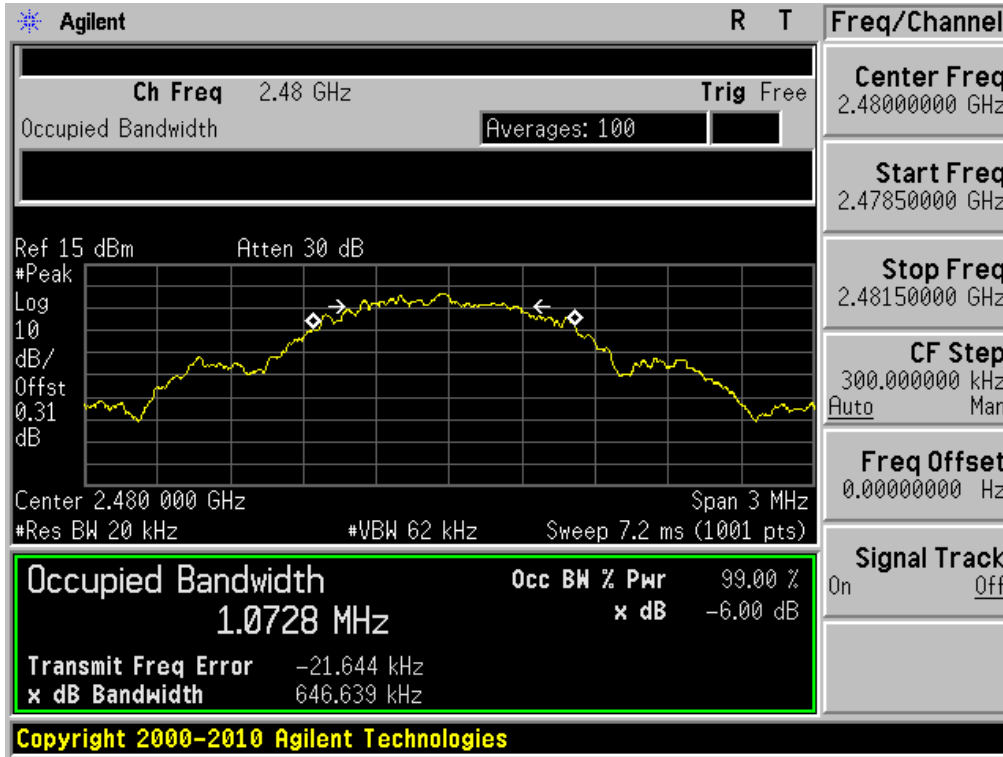 Agilent R T
Ch Freq 2.48 GHz Trig Free
Occupied Bandwidth Averages: 100
Ref 15 dBm Atten 30 dB
#Peak
Log
10
dB/
Offst
0.31
dB
Center 2.480 000 GHz Span 3 MHz
#Res BW 20 kHz #VBW 62 kHz Sweep 7.2 ms (1001 pts)
Occupied Bandwidth Occ BW % Pwr 99.00 %
1.0728 MHz x dB -6.00 dB
Transmit Freq Error -21.644 kHz
x dB Bandwidth 646.639 kHz
Copyright 2000-2010 Agilent Technologies
Freq/Channel
Center Freq
2.48000000 GHz
Start Freq
2.47850000 GHz
Stop Freq
2.48150000 GHz
CF Step
300.000000 kHz
Auto Man
Freq Offset
0.00000000 Hz
Signal Track
On Off